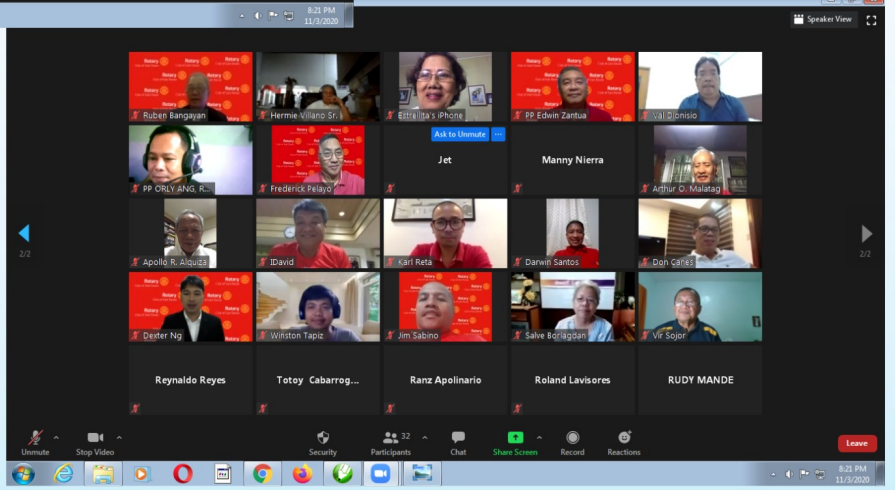 8:21 PM
11/3/2020
Speaker View
Ruben Bangayan
Hermie Villano Sr.
Estrellita's iPhone
PP Edwin Zantua
Val Dionisio
Rotary
Rotary
Rotary
Rotary
PP ORLY ANG, R...
Frederick Pelayo
Ask to Unmute ...
Jet
Manny Nierra
Arthur O. Malatag
2/2
Apollo R. Alquiza
IDavid
Karl Reta
Darwin Santos
Don Canes
2/2
Dexter Ng
Winston Tapiz
Jim Sabino
Salve Borlagdan
Vir Sojor
Reynaldo Reyes
Totoy Cabarrog...
Ranz Apolinario
Roland Lavisores
RUDY MANDE
Unmute
Stop Video
Security
Participants
32
Chat
Share Screen
Record
Reactions
Leave
8:21 PM
11/3/2020